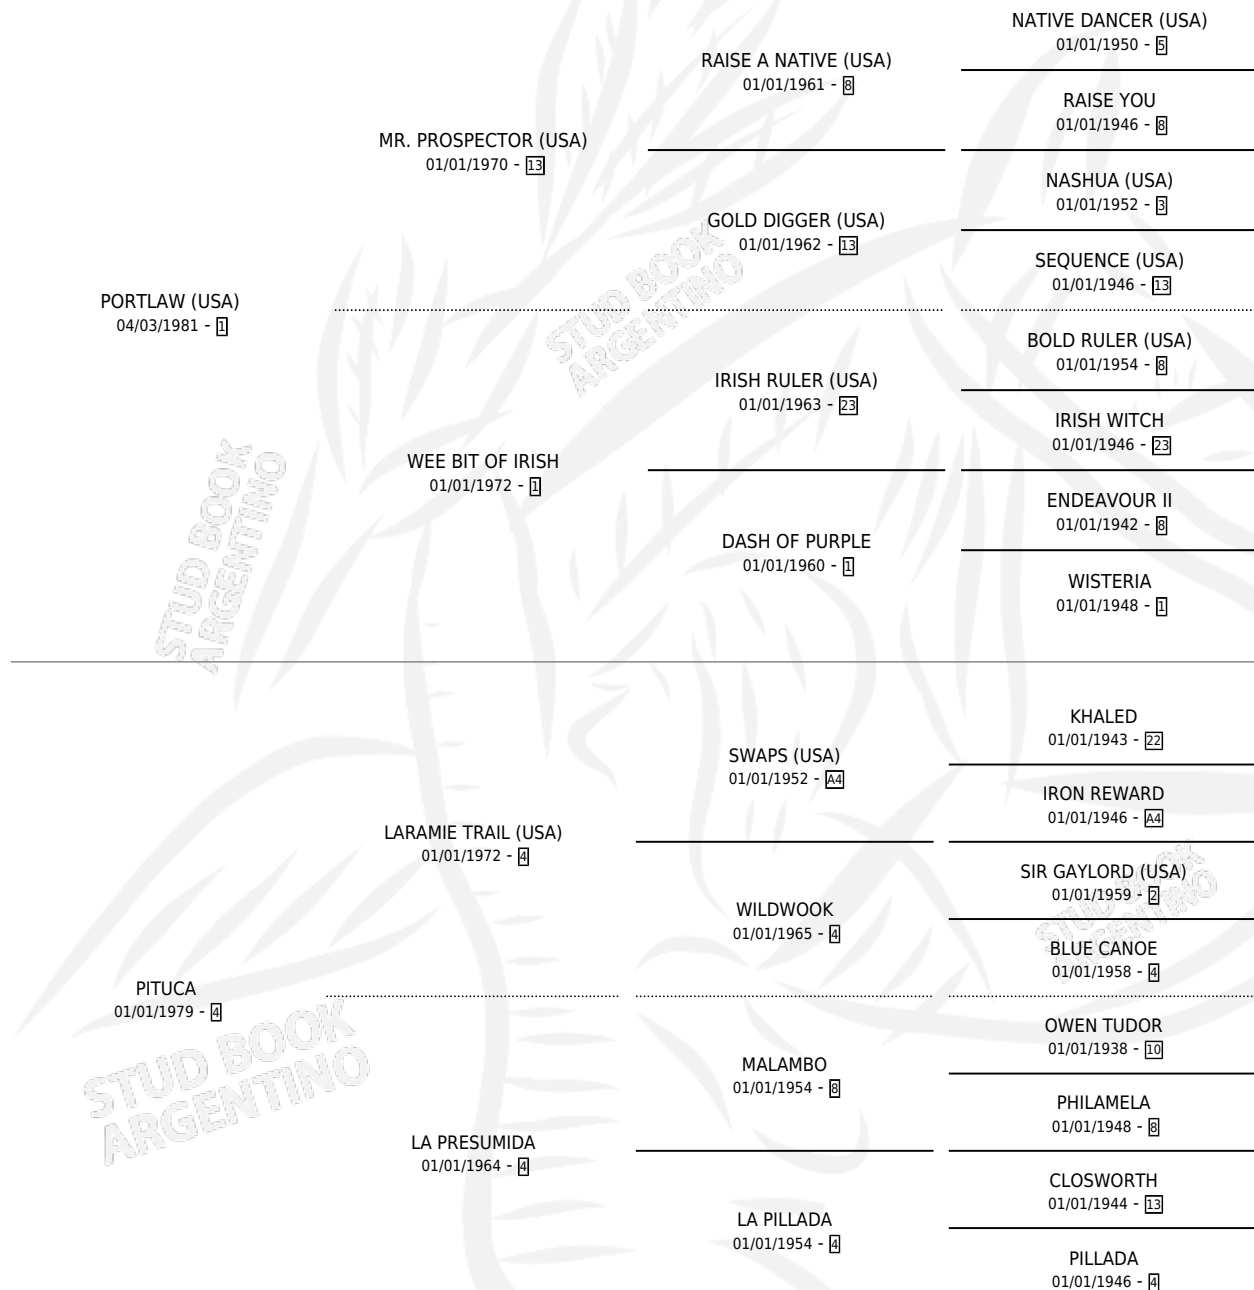 NATIVE DANCER (USA)
01/01/1950 - 5
RAISE A NATIVE (USA)
01/01/1961 - 8
RAISE YOU
01/01/1946 - 8
MR. PROSPECTOR (USA)
01/01/1970 - 13
NASHUA (USA)
01/01/1952 - 3
GOLD DIGGER (USA)
01/01/1962 - 13
SEQUENCE (USA)
01/01/1946 - 13
PORTLAW (USA)
04/03/1981 - 1
BOLD RULER (USA)
01/01/1954 - 8
IRISH RULER (USA)
01/01/1963 - 23
IRISH WITCH
01/01/1946 - 23
WEE BIT OF IRISH
01/01/1972 - 1
ENDEAVOUR II
01/01/1942 - 8
DASH OF PURPLE
01/01/1960 - 1
WISTERIA
01/01/1948 - 1
KHALED
01/01/1943 - 22
SWAPS (USA)
01/01/1952 - A4
IRON REWARD
01/01/1946 - A4
LARAMIE TRAIL (USA)
01/01/1972 - 4
SIR GAYLORD (USA)
01/01/1959 - 2
WILDWOOK
01/01/1965 - 4
BLUE CANOE
01/01/1958 - 4
PITUCA
01/01/1979 - 4
OWEN TUDOR
01/01/1938 - 10
MALAMBO
01/01/1954 - 8
PHILAMELA
01/01/1948 - 8
LA PRESUMIDA
01/01/1964 - 4
CLOSWORTH
01/01/1944 - 13
LA PILLADA
01/01/1954 - 4
PILLADA
01/01/1946 - 4
STUD BOOK
ARGENTINO
STUD BOOK
ARGENTINO
STUD BOOK
ARGENTINO
STUD BOOK
ARGENTINO